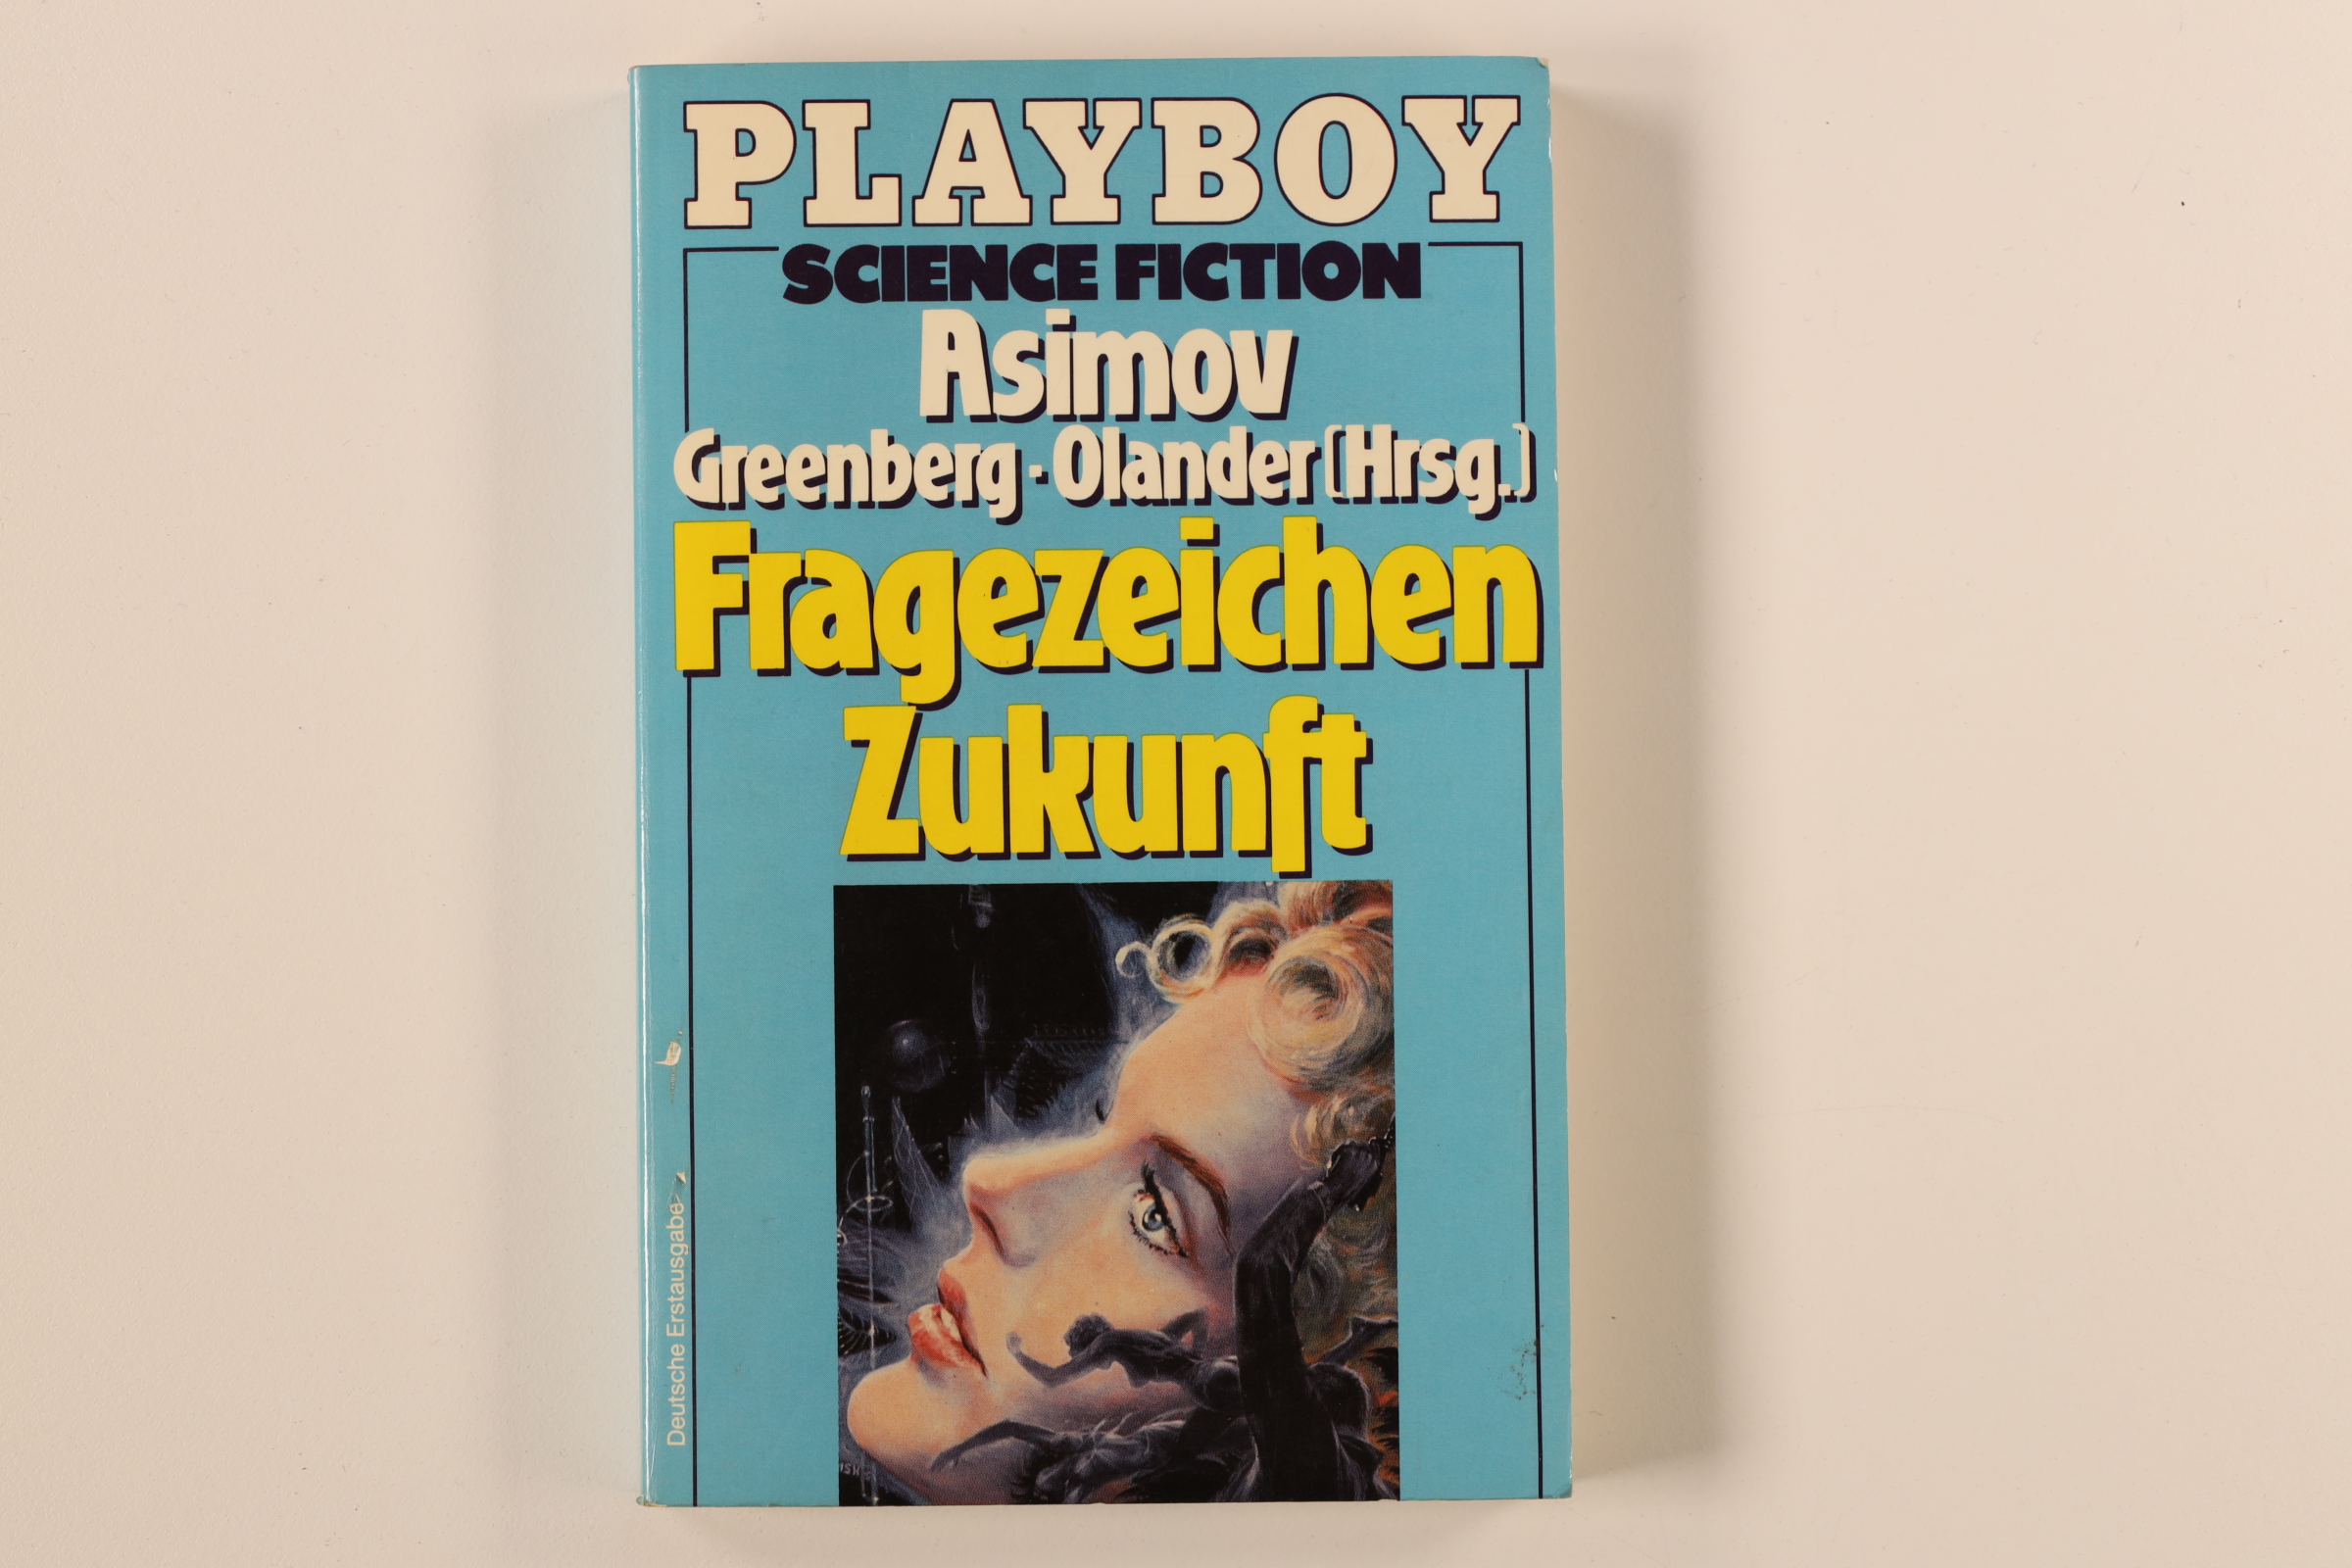 PLAYBOY
SCIENCE FICTION
Asimov
Greenberg · Olander (Hrsg.)
Fragezeichen
Zukunft
Deutsche Erstausgabe